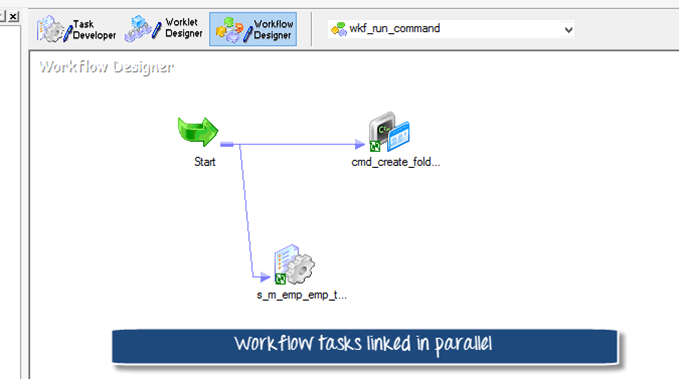 Task Developer
Worklet Designer
Workflow Designer
wkf_run_command
Workflow Designer
Start
cmd_create_fold...
s_m_emp_emp_t...
Workflow tasks linked in parallel